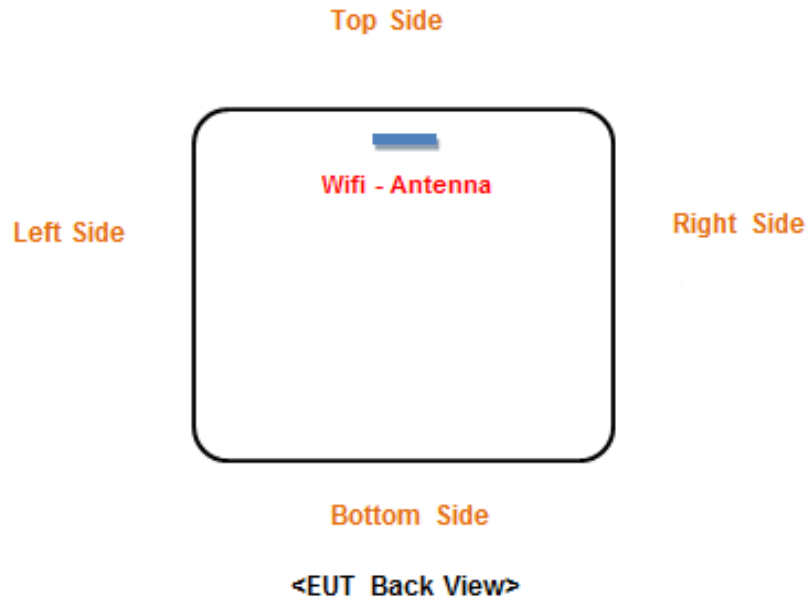 Top Side
Wifi - Antenna
Left Side
Right Side
Bottom Side
<EUT Back View>